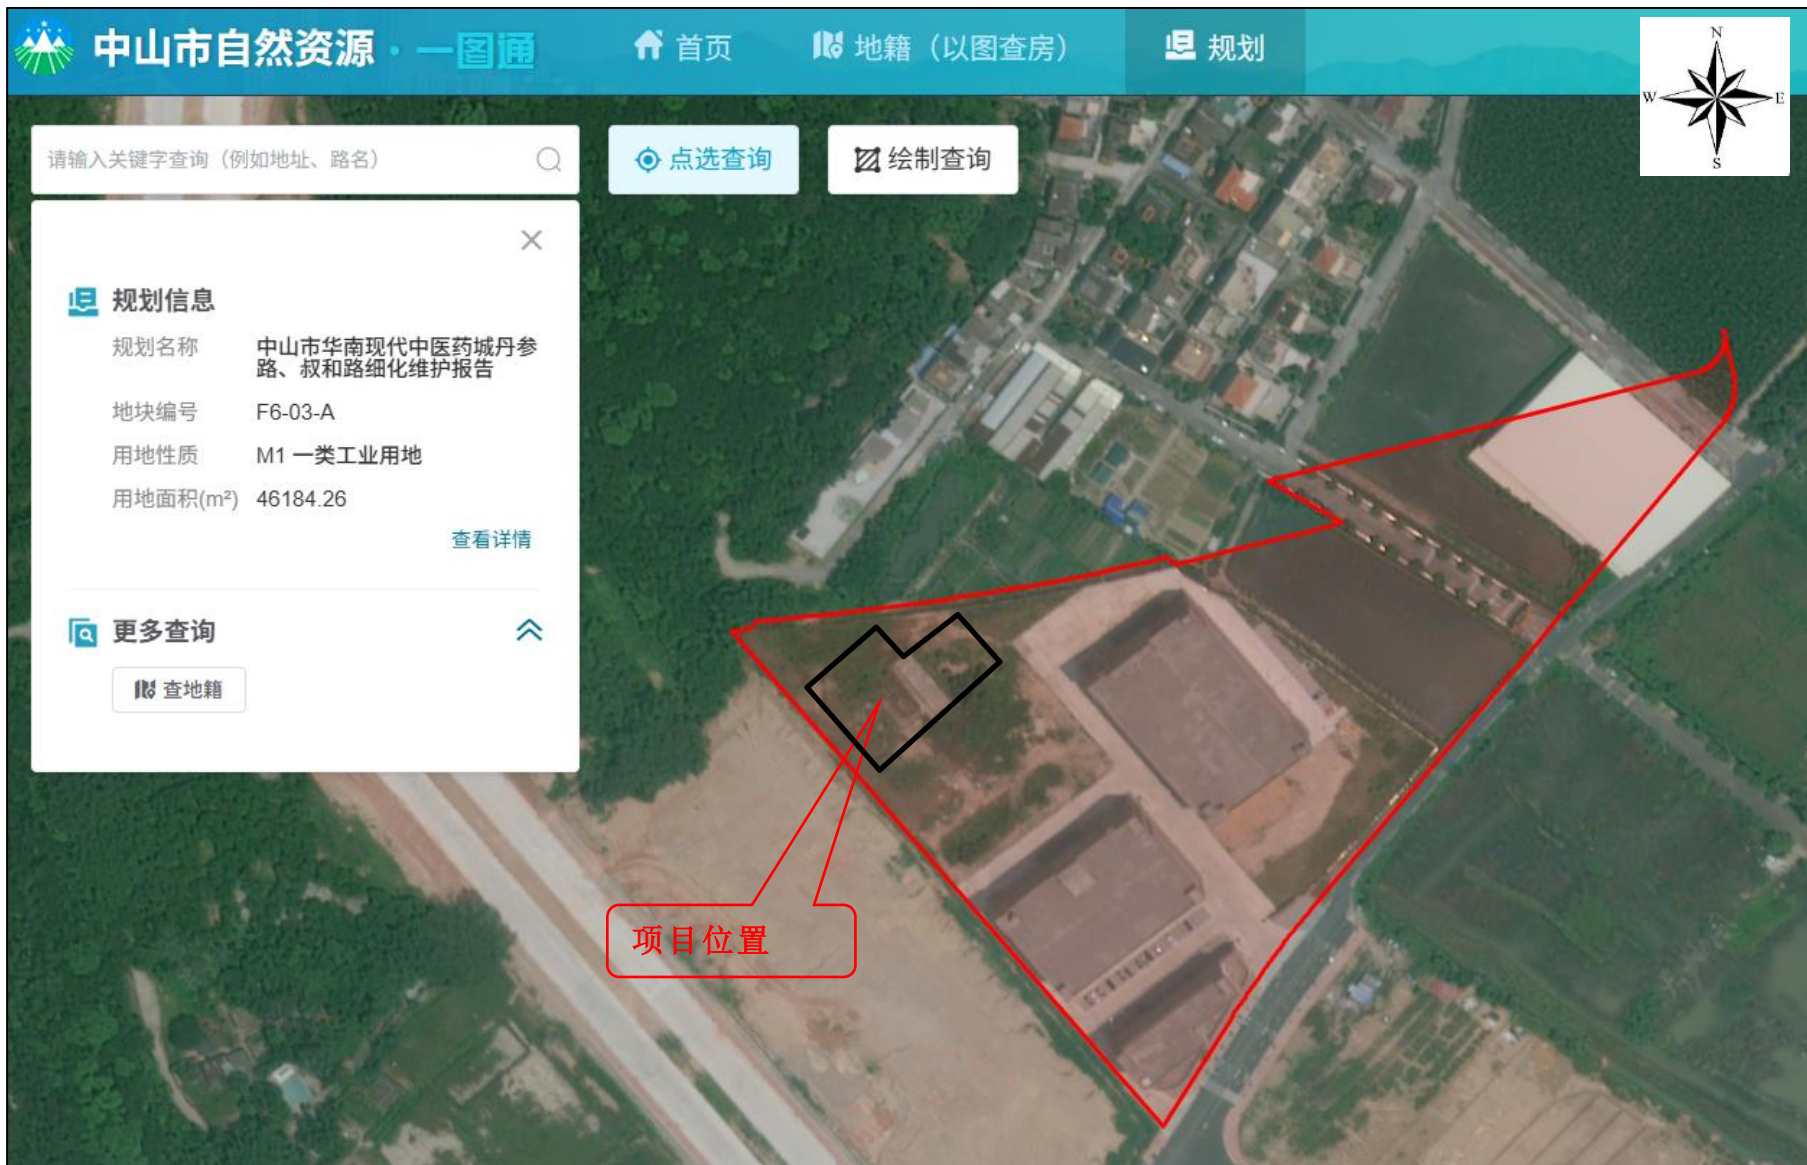 中山市自然资源·一图通
首页
地籍（以图查房）
规划
N
W
E
S
请输入关键字查询（例如地址、路名）
点选查询
绘制查询
规划信息
规划名称 中山市华南现代中医药城丹参
路、叔和路细化维护报告
地块编号 F6-03-A
用地性质 M1 一类工业用地
用地面积(m²) 46184.26
查看详情
更多查询
查地籍
项目位置